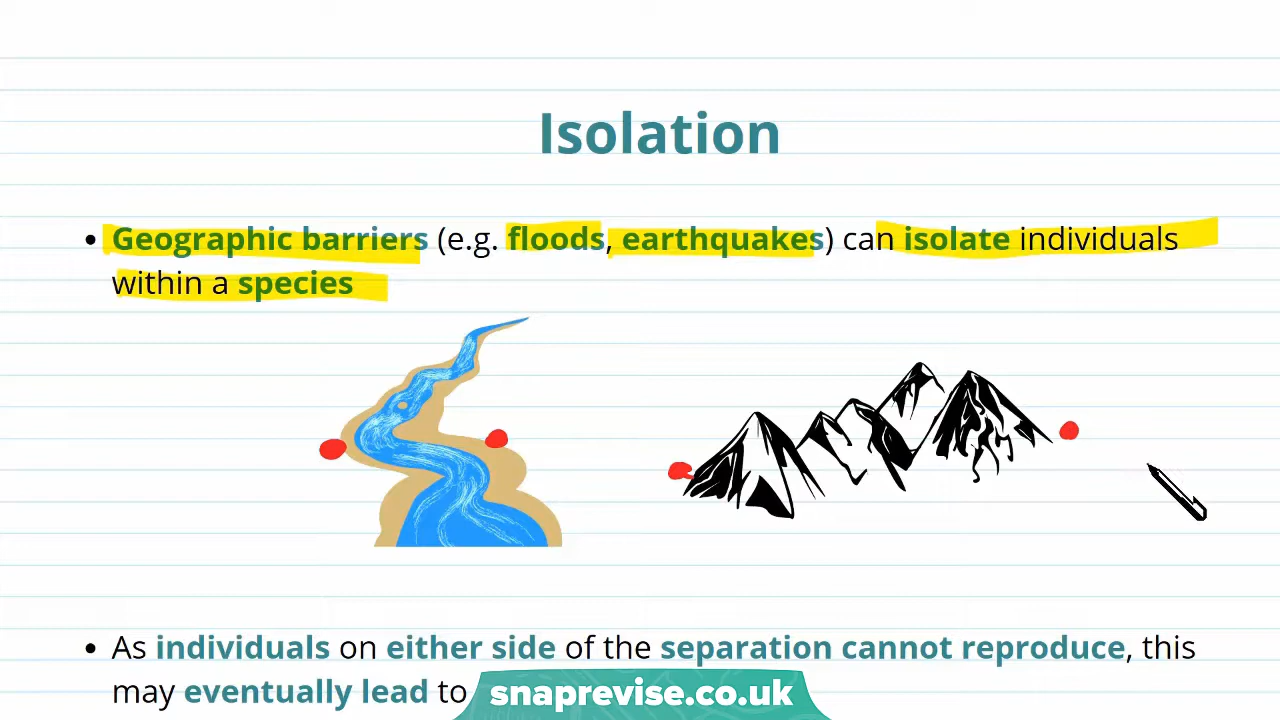 Isolation
• Geographic barriers (e.g. floods, earthquakes) can isolate individuals
within a species
• As individuals on either side of the separation cannot reproduce, this
may eventually lead to
snaprevise.co.uk